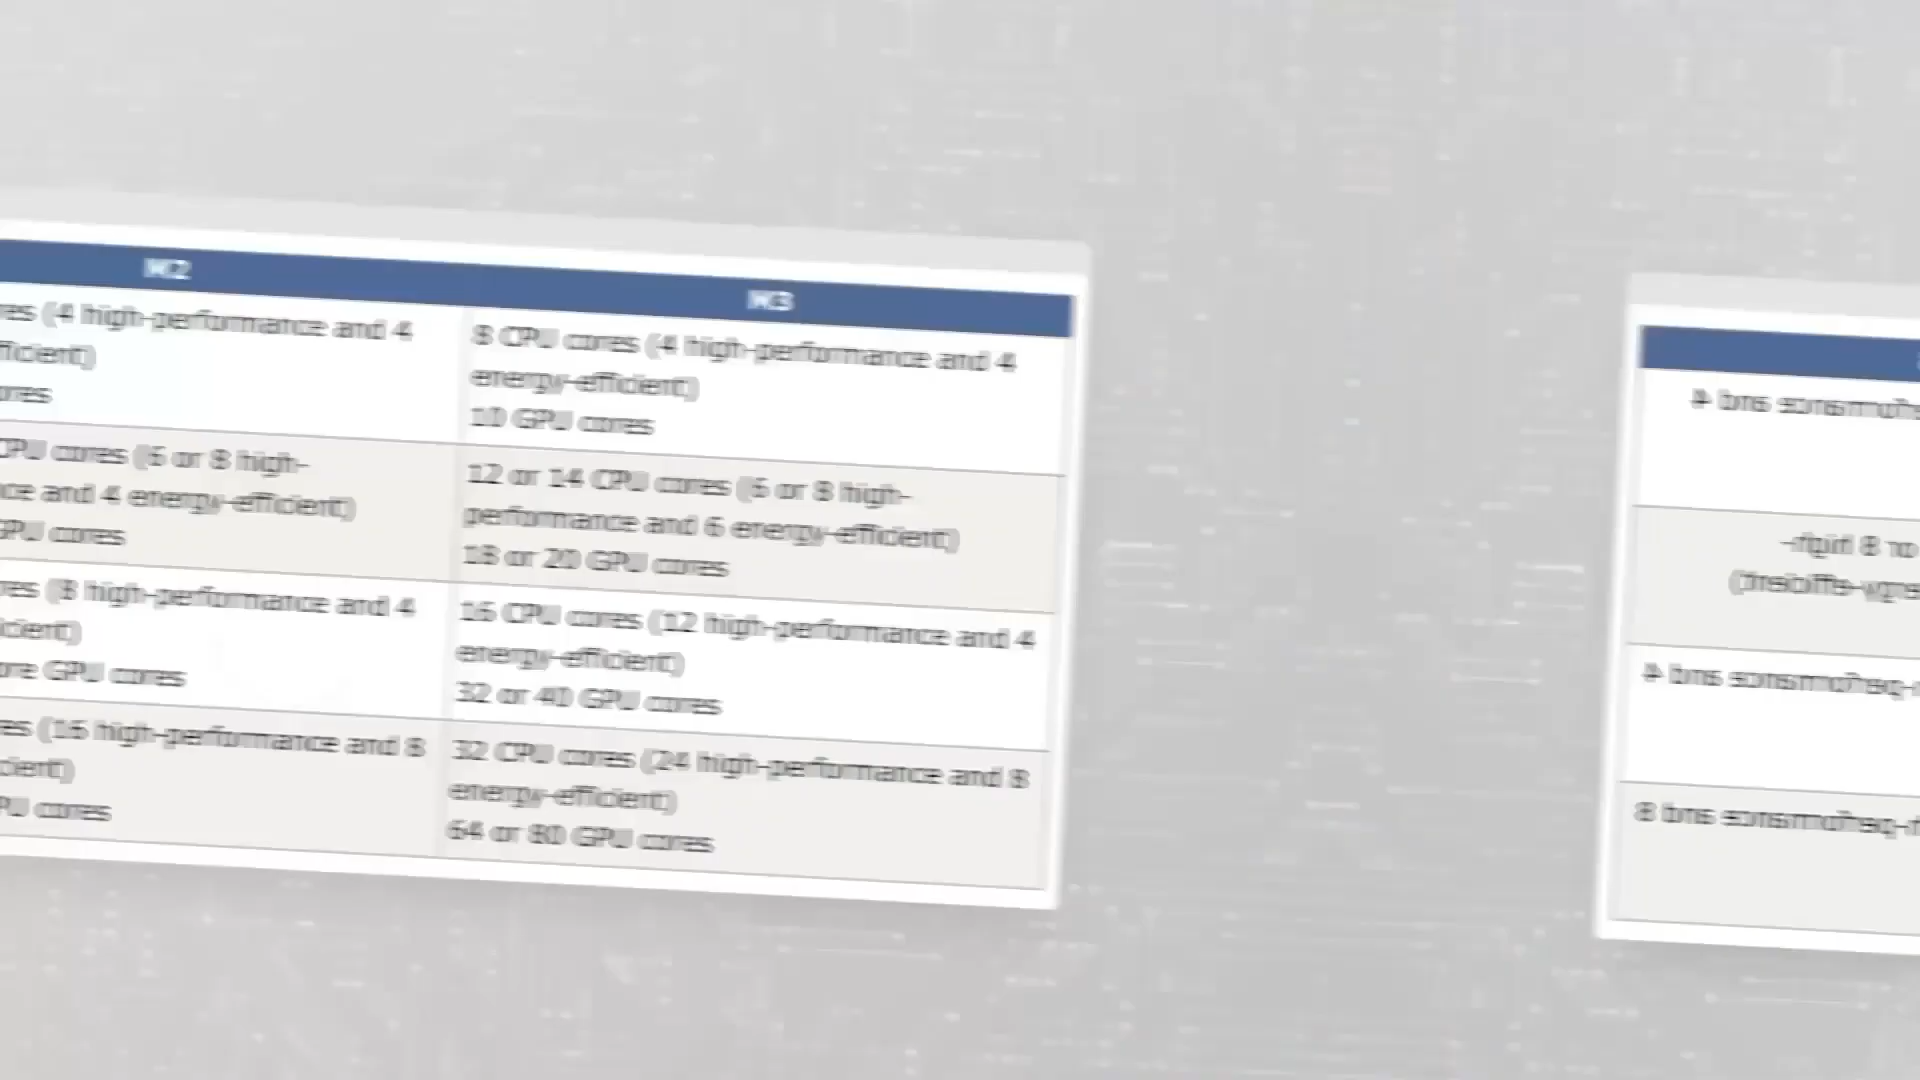 M2
M3
res (4 high-performance and 4
fficient)
ores
8 CPU cores (4 high-performance and 4
energy-efficient)
10 GPU cores
CPU cores (6 or 8 high-
ce and 4 energy-efficient)
GPU cores
12 or 14 CPU cores (6 or 8 high-
performance and 6 energy-efficient)
18 or 20 GPU cores
res (8 high-performance and 4
icient)
ore GPU cores
16 CPU cores (12 high-performance and 4
energy-efficient)
32 or 40 GPU cores
es (16 high-performance and 8
cient)
PU cores
32 CPU cores (24 high-performance and 8
energy-efficient)
64 or 80 GPU cores